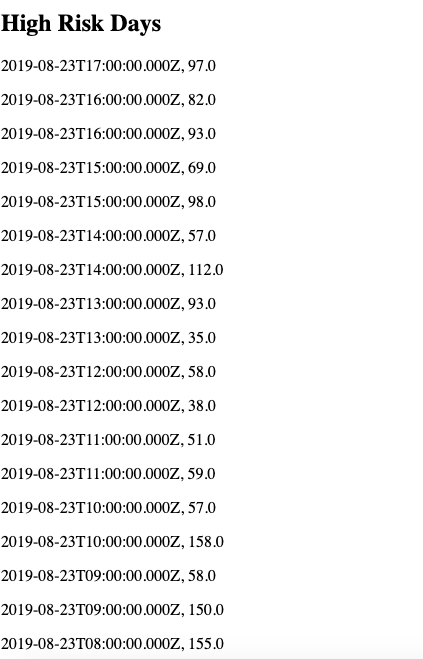 High Risk Days
2019-08-23T17:00:00.000Z, 97.0
2019-08-23T16:00:00.000Z, 82.0
2019-08-23T16:00:00.000Z, 93.0
2019-08-23T15:00:00.000Z, 69.0
2019-08-23T15:00:00.000Z, 98.0
2019-08-23T14:00:00.000Z, 57.0
2019-08-23T14:00:00.000Z, 112.0
2019-08-23T13:00:00.000Z, 93.0
2019-08-23T13:00:00.000Z, 35.0
2019-08-23T12:00:00.000Z, 58.0
2019-08-23T12:00:00.000Z, 38.0
2019-08-23T11:00:00.000Z, 51.0
2019-08-23T11:00:00.000Z, 59.0
2019-08-23T10:00:00.000Z, 57.0
2019-08-23T10:00:00.000Z, 158.0
2019-08-23T09:00:00.000Z, 58.0
2019-08-23T09:00:00.000Z, 150.0
2019-08-23T08:00:00.000Z, 155.0